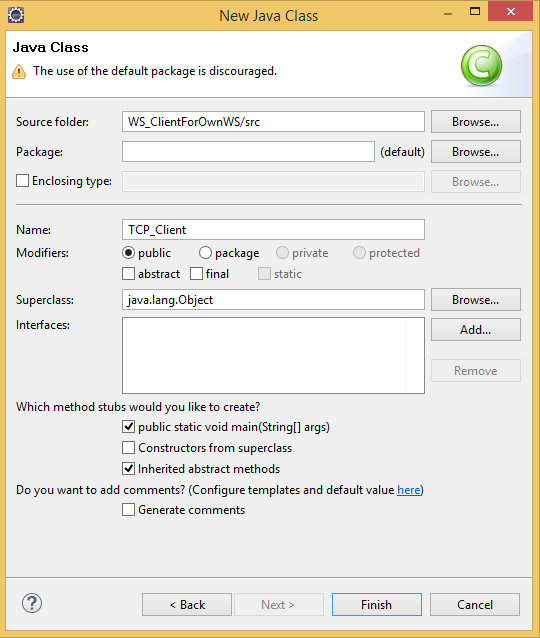 New Java Class
Java Class
The use of the default package is discouraged.
Source folder: WS_ClientForOwnWS/src Browse...
Package: (default) Browse...
Enclosing type: Browse...
Name: TCP_Client
Modifiers: public package private protected
abstract final static
Superclass: java.lang.Object Browse...
Interfaces: Add...
Remove
Which method stubs would you like to create?
public static void main(String[] args)
Constructors from superclass
Inherited abstract methods
Do you want to add comments? (Configure templates and default value here)
Generate comments
? < Back Next > Finish Cancel